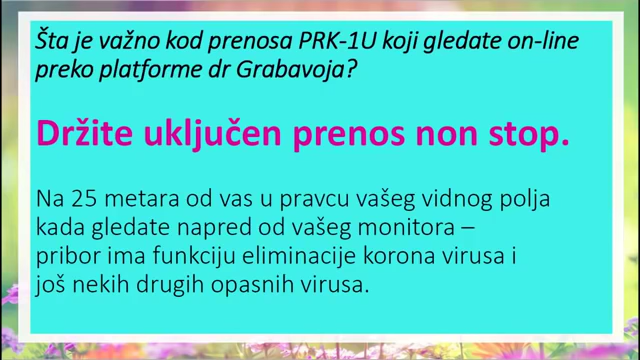 Šta je važno kod prenosa PRK-1U koji gledate on-line
preko platforme dr Grabavoja?
Držite uključen prenos non stop.
Na 25 metara od vas u pravcu vašeg vidnog polja
kada gledate napred od vašeg monitora –
pribor ima funkciju eliminacije korona virusa i
još nekih drugih opasnih virusa.